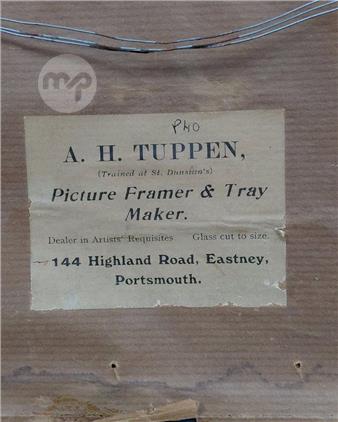 mp
PHO
A. H. TUPPEN,
(Trained at St. Dunstan's)
Picture Framer & Tray
Maker.
Dealer in Artists' Requisites Glass cut to size.
144 Highland Road, Eastney,
Portsmouth.